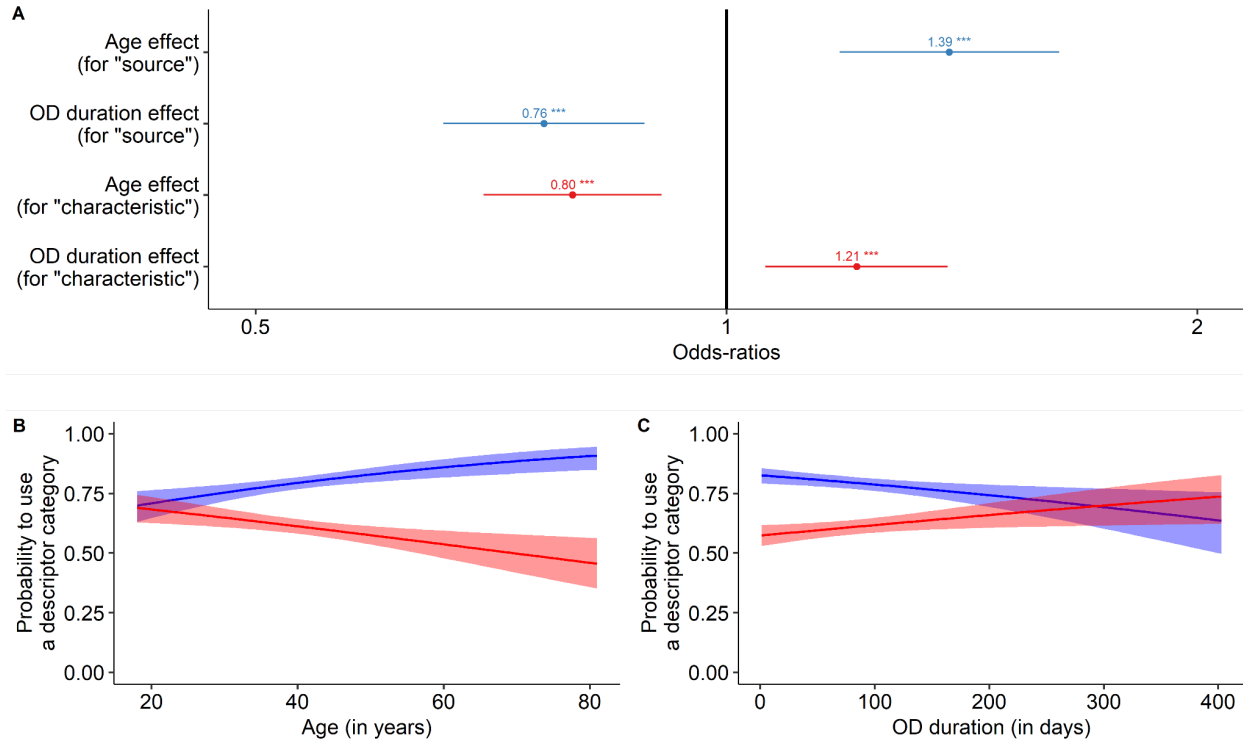 A
Age effect
(for "source")
1.39 ***
OD duration effect
(for "source")
0.76 ***
Age effect
(for "characteristic")
0.80 ***
OD duration effect
(for "characteristic")
1.21 ***
0.5 1 2
Odds-ratios
B
Probability to use
a descriptor category
1.00
0.75
0.50
0.25
0.00
20 40 60 80
Age (in years)
C
Probability to use
a descriptor category
1.00
0.75
0.50
0.25
0.00
0 100 200 300 400
OD duration (in days)